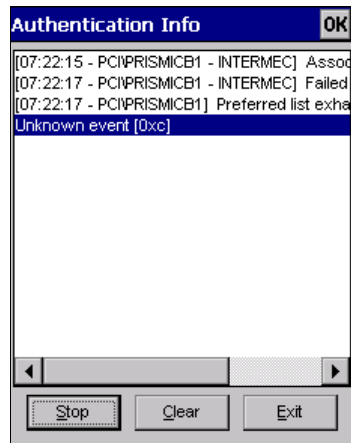 Authentication Info OK
[07:22:15 - PCI\PRISMICB1 - INTERMEC] Assoc
[07:22:17 - PCI\PRISMICB1 - INTERMEC] Failed
[07:22:17 - PCI\PRISMICB1] Preferred list exha
Unknown event [0xc]
Stop Clear Exit